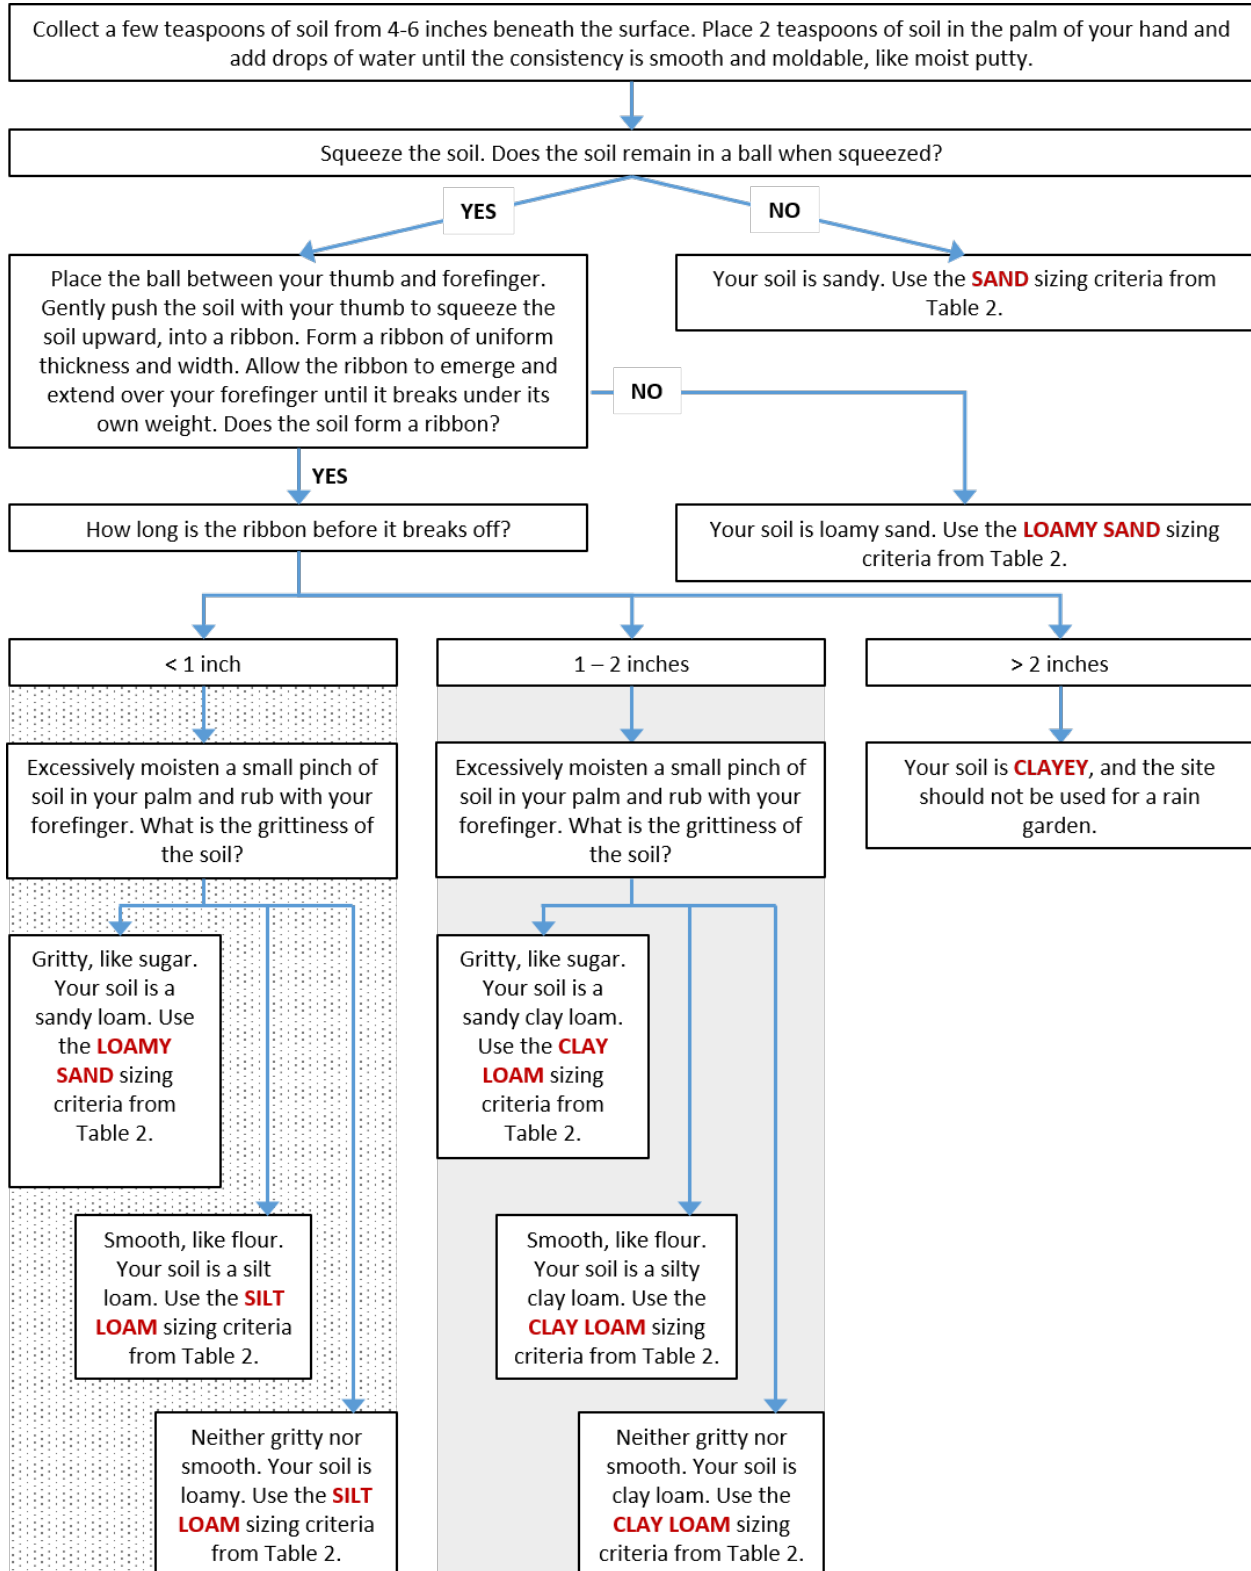 Collect a few teaspoons of soil from 4-6 inches beneath the surface. Place 2 teaspoons of soil in the palm of your hand and
add drops of water until the consistency is smooth and moldable, like moist putty.
Squeeze the soil. Does the soil remain in a ball when squeezed?
YES
NO
Place the ball between your thumb and forefinger.
Gently push the soil with your thumb to squeeze the
soil upward, into a ribbon. Form a ribbon of uniform
thickness and width. Allow the ribbon to emerge and
extend over your forefinger until it breaks under its
own weight. Does the soil form a ribbon?
Your soil is sandy. Use the SAND sizing criteria from
Table 2.
NO
YES
How long is the ribbon before it breaks off?
Your soil is loamy sand. Use the LOAMY SAND sizing
criteria from Table 2.
< 1 inch
1 – 2 inches
> 2 inches
Excessively moisten a small pinch of
soil in your palm and rub with your
forefinger. What is the grittiness of
the soil?
Excessively moisten a small pinch of
soil in your palm and rub with your
forefinger. What is the grittiness of
the soil?
Your soil is CLAYEY, and the site
should not be used for a rain
garden.
Gritty, like sugar.
Your soil is a
sandy loam. Use
the LOAMY
SAND sizing
criteria from
Table 2.
Gritty, like sugar.
Your soil is a
sandy clay loam.
Use the CLAY
LOAM sizing
criteria from
Table 2.
Smooth, like flour.
Your soil is a silt
loam. Use the SILT
LOAM sizing criteria
from Table 2.
Smooth, like flour.
Your soil is a silty
clay loam. Use the
CLAY LOAM sizing
criteria from Table 2.
Neither gritty nor
smooth. Your soil is
loamy. Use the SILT
LOAM sizing criteria
from Table 2.
Neither gritty nor
smooth. Your soil is
clay loam. Use the
CLAY LOAM sizing
criteria from Table 2.